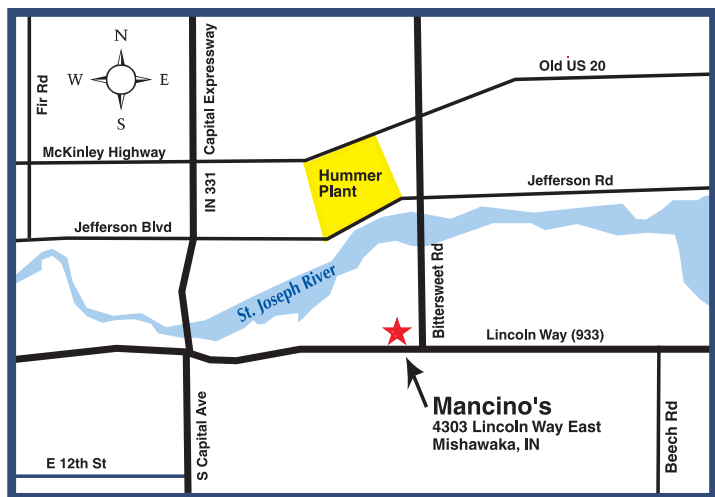 N
W
E
S
Fir Rd
Capital Expressway
Old US 20
McKinley Highway
IN 331
Hummer
Plant
Jefferson Rd
Jefferson Blvd
St. Joseph River
Bittersweet Rd
Lincoln Way (933)
Mancino's
4303 Lincoln Way East
Mishawaka, IN
S Capital Ave
Beech Rd
E 12th St